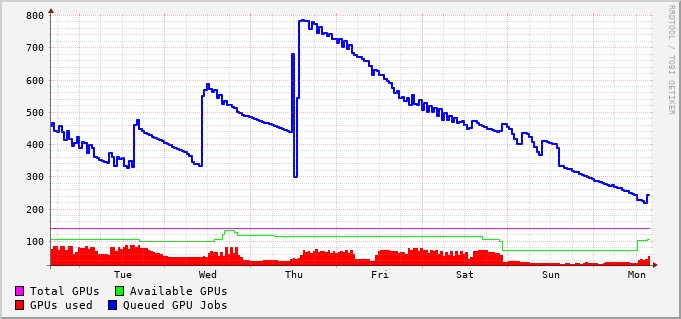 800
700
600
500
400
300
200
100
Tue Wed Thu Fri Sat Sun Mon
Total GPUs Available GPUs
GPUs used Queued GPU Jobs
RRDTOOL / TOBI OETIKER